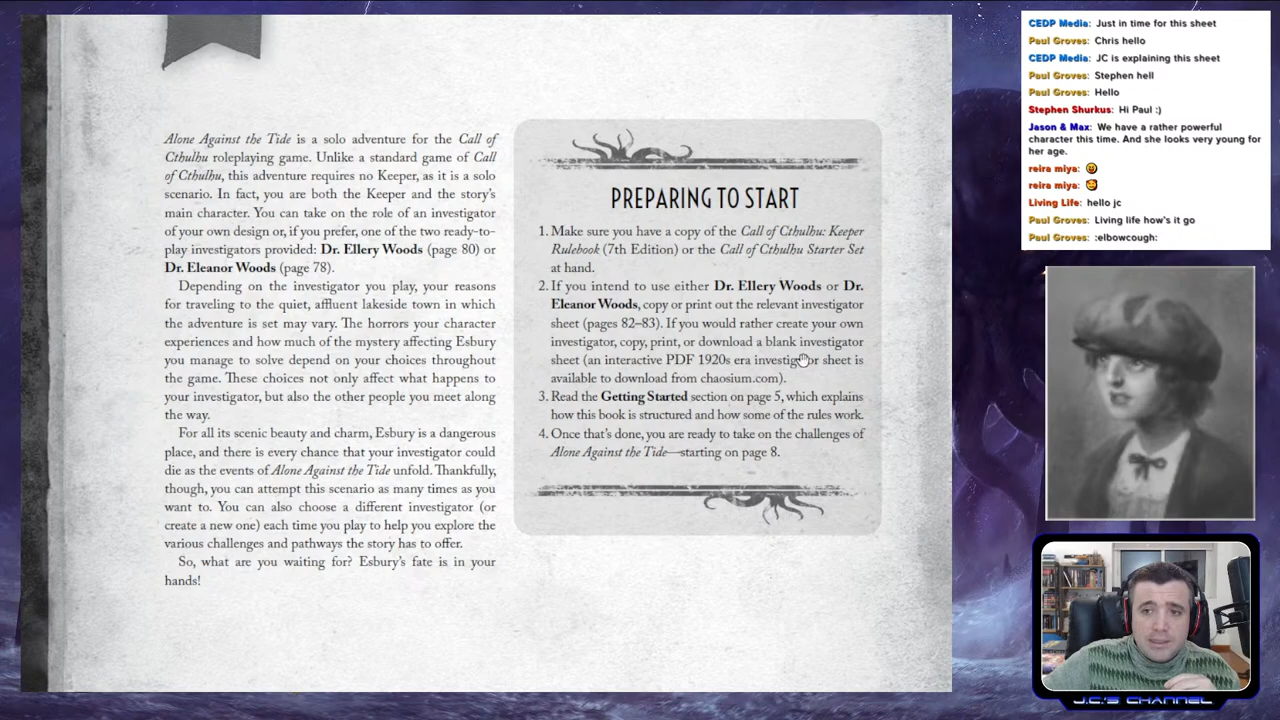 Alone Against the Tide is a solo adventure for the Call of
Cthulhu roleplaying game. Unlike a standard game of Call
of Cthulhu, this adventure requires no Keeper, as it is a solo
scenario. In fact, you are both the Keeper and the story's
main character. You can take on the role of an investigator
of your own design or, if you prefer, one of the two ready-to-
play investigators provided: Dr. Ellery Woods (page 80) or
Dr. Eleanor Woods (page 78).
Depending on the investigator you play, your reasons
for traveling to the quiet, affluent lakeside town in which
the adventure is set may vary. The horrors your character
experiences and how much of the mystery affecting Esbury
you manage to solve depend on your choices throughout
the game. These choices not only affect what happens to
your investigator, but also the other people you meet along
the way.
For all its scenic beauty and charm, Esbury is a dangerous
place, and there is every chance that your investigator could
die as the events of Alone Against the Tide unfold. Thankfully,
though, you can attempt this scenario as many times as you
want to. You can also choose a different investigator (or
create a new one) each time you play to help you explore the
various challenges and pathways the story has to offer.
So, what are you waiting for? Esbury's fate is in your
hands!
PREPARING TO START
1. Make sure you have a copy of the Call of Cthulhu: Keeper
Rulebook (7th Edition) or the Call of Cthulhu Starter Set
at hand.
2. If you intend to use either Dr. Ellery Woods or Dr.
Eleanor Woods, copy or print out the relevant investigator
sheet (pages 82–83). If you would rather create your own
investigator, copy, print, or download a blank investigator
sheet (an interactive PDF 1920s era investigator sheet is
available to download from chaosium.com).
3. Read the Getting Started section on page 5, which explains
how this book is structured and how some of the rules work.
4. Once that's done, you are ready to take on the challenges of
Alone Against the Tide—starting on page 8.
CEDP Media: Just in time for this sheet
Paul Groves: Chris hello
CEDP Media: JC is explaining this sheet
Paul Groves: Stephen hell
Paul Groves: Hello
Stephen Shurkus: Hi Paul :)
Jason & Max: We have a rather powerful
character this time. And she looks very young for
her age.
reira miya:
reira miya:
Living Life: hello jc
Paul Groves: Living life how's it go
Paul Groves: :elbowcough:
J.C.'S CHANNEL